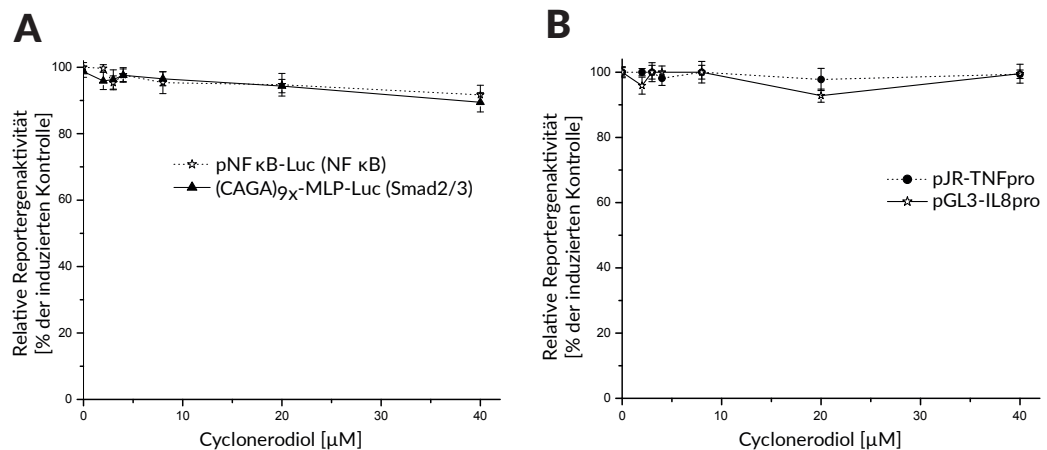 A
Relative Reportergenaktivität
[% der induzierten Kontrolle]
100
80
60
40
20
0
pNF κB-Luc (NF κB)
(CAGA)9x-MLP-Luc (Smad2/3)
0 10 20 40
Cyclonerodiol [µM]
B
Relative Reportergenaktivität
[% der induzierten Kontrolle]
100
80
60
40
20
0
pJR-TNFpro
pGL3-IL8pro
0 10 20 40
Cyclonerodiol [µM]